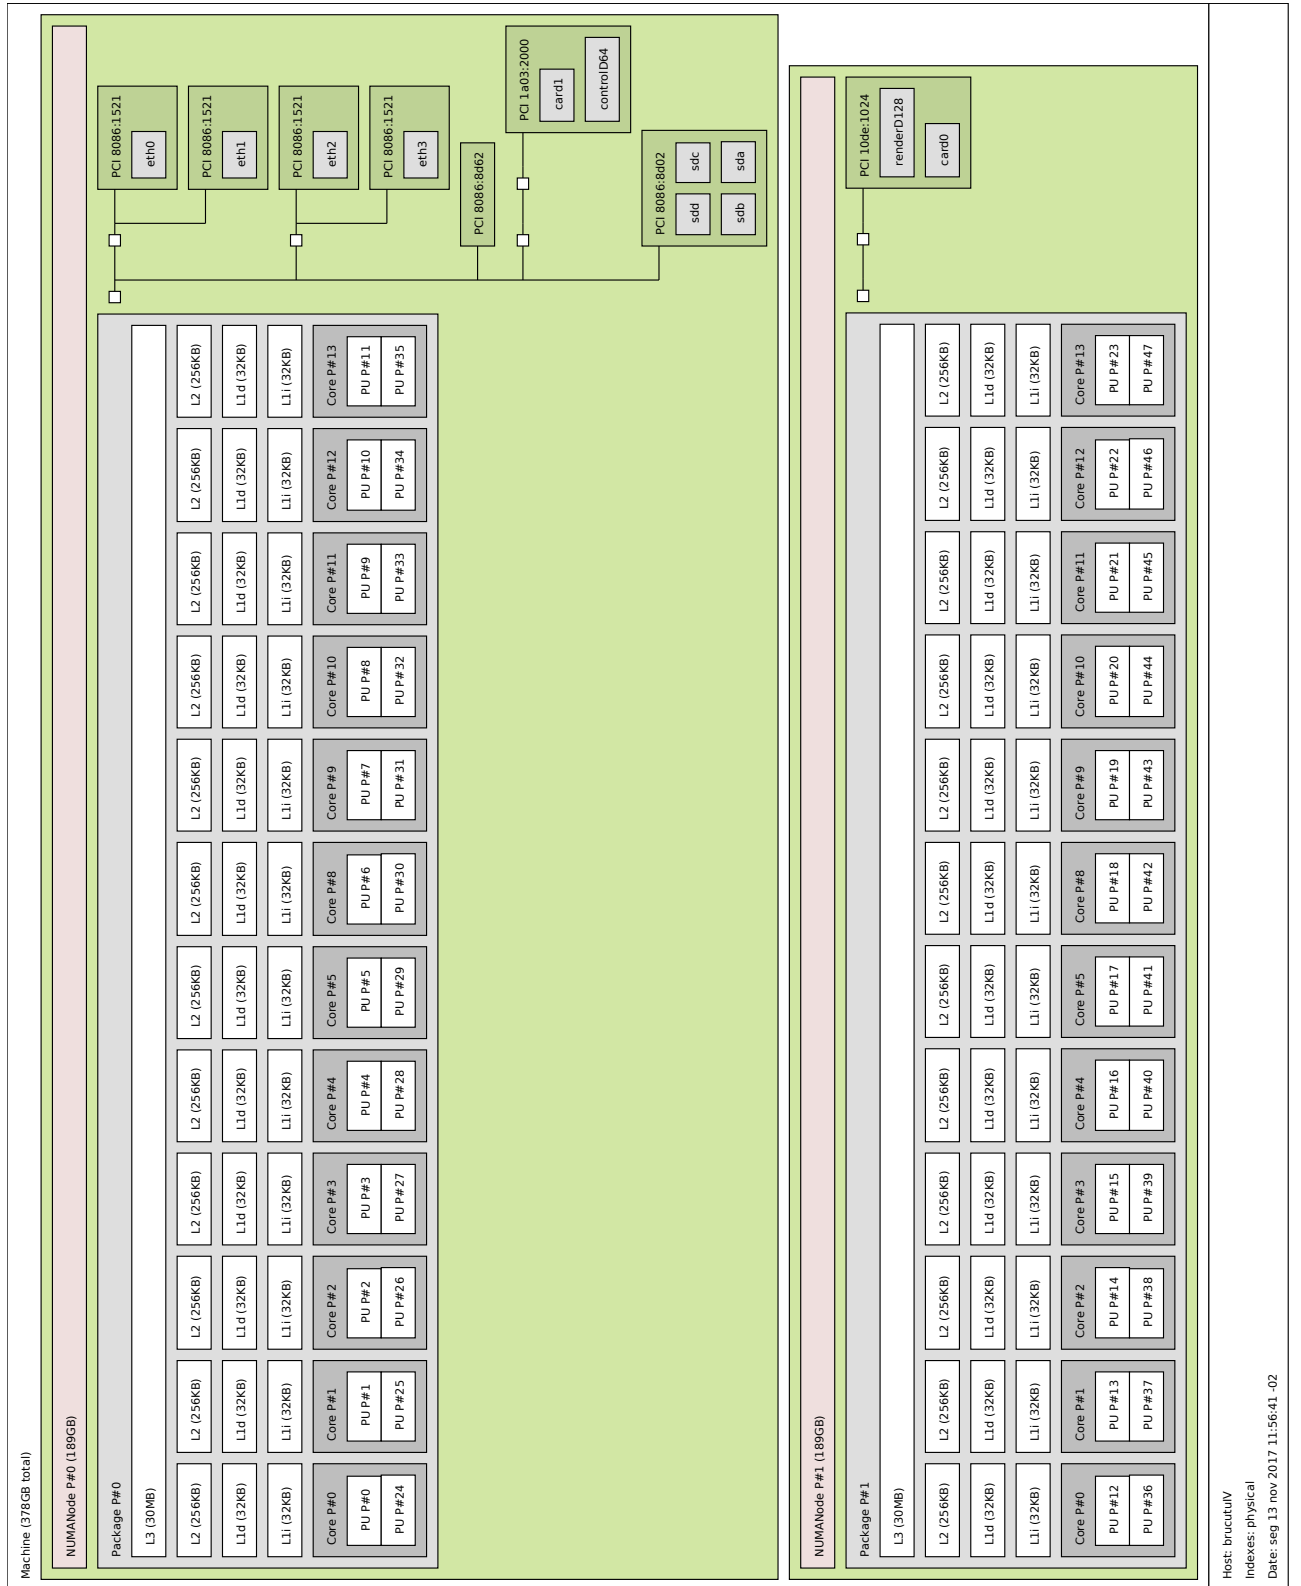 Machine (378GB total)
NUMANode P#0 (189GB)
Package P#0
L3 (30MB)
L2 (256KB)
L2 (256KB)
L2 (256KB)
L2 (256KB)
L2 (256KB)
L2 (256KB)
L2 (256KB)
L2 (256KB)
L2 (256KB)
L2 (256KB)
L2 (256KB)
L2 (256KB)
L1d (32KB)
L1d (32KB)
L1d (32KB)
L1d (32KB)
L1d (32KB)
L1d (32KB)
L1d (32KB)
L1d (32KB)
L1d (32KB)
L1d (32KB)
L1d (32KB)
L1d (32KB)
L1i (32KB)
L1i (32KB)
L1i (32KB)
L1i (32KB)
L1i (32KB)
L1i (32KB)
L1i (32KB)
L1i (32KB)
L1i (32KB)
L1i (32KB)
L1i (32KB)
L1i (32KB)
Core P#0
PU P#0
PU P#24
Core P#1
PU P#1
PU P#25
Core P#2
PU P#2
PU P#26
Core P#3
PU P#3
PU P#27
Core P#4
PU P#4
PU P#28
Core P#5
PU P#5
PU P#29
Core P#8
PU P#6
PU P#30
Core P#9
PU P#7
PU P#31
Core P#10
PU P#8
PU P#32
Core P#11
PU P#9
PU P#33
Core P#12
PU P#10
PU P#34
Core P#13
PU P#11
PU P#35
PCI 8086:1521
eth0
PCI 8086:1521
eth1
PCI 8086:1521
eth2
PCI 8086:1521
eth3
PCI 8086:8d62
PCI 1a03:2000
card1
controlD64
PCI 8086:8d02
sdd
sdc
sdb
sda
NUMANode P#1 (189GB)
Package P#1
L3 (30MB)
L2 (256KB)
L2 (256KB)
L2 (256KB)
L2 (256KB)
L2 (256KB)
L2 (256KB)
L2 (256KB)
L2 (256KB)
L2 (256KB)
L2 (256KB)
L2 (256KB)
L2 (256KB)
L1d (32KB)
L1d (32KB)
L1d (32KB)
L1d (32KB)
L1d (32KB)
L1d (32KB)
L1d (32KB)
L1d (32KB)
L1d (32KB)
L1d (32KB)
L1d (32KB)
L1d (32KB)
L1i (32KB)
L1i (32KB)
L1i (32KB)
L1i (32KB)
L1i (32KB)
L1i (32KB)
L1i (32KB)
L1i (32KB)
L1i (32KB)
L1i (32KB)
L1i (32KB)
L1i (32KB)
Core P#0
PU P#12
PU P#36
Core P#1
PU P#13
PU P#37
Core P#2
PU P#14
PU P#38
Core P#3
PU P#15
PU P#39
Core P#4
PU P#16
PU P#40
Core P#5
PU P#17
PU P#41
Core P#8
PU P#18
PU P#42
Core P#9
PU P#19
PU P#43
Core P#10
PU P#20
PU P#44
Core P#11
PU P#21
PU P#45
Core P#12
PU P#22
PU P#46
Core P#13
PU P#23
PU P#47
PCI 10de:1024
renderD128
card0
Host: brucutuIV
Indexes: physical
Date: seg 13 nov 2017 11:56:41 -02